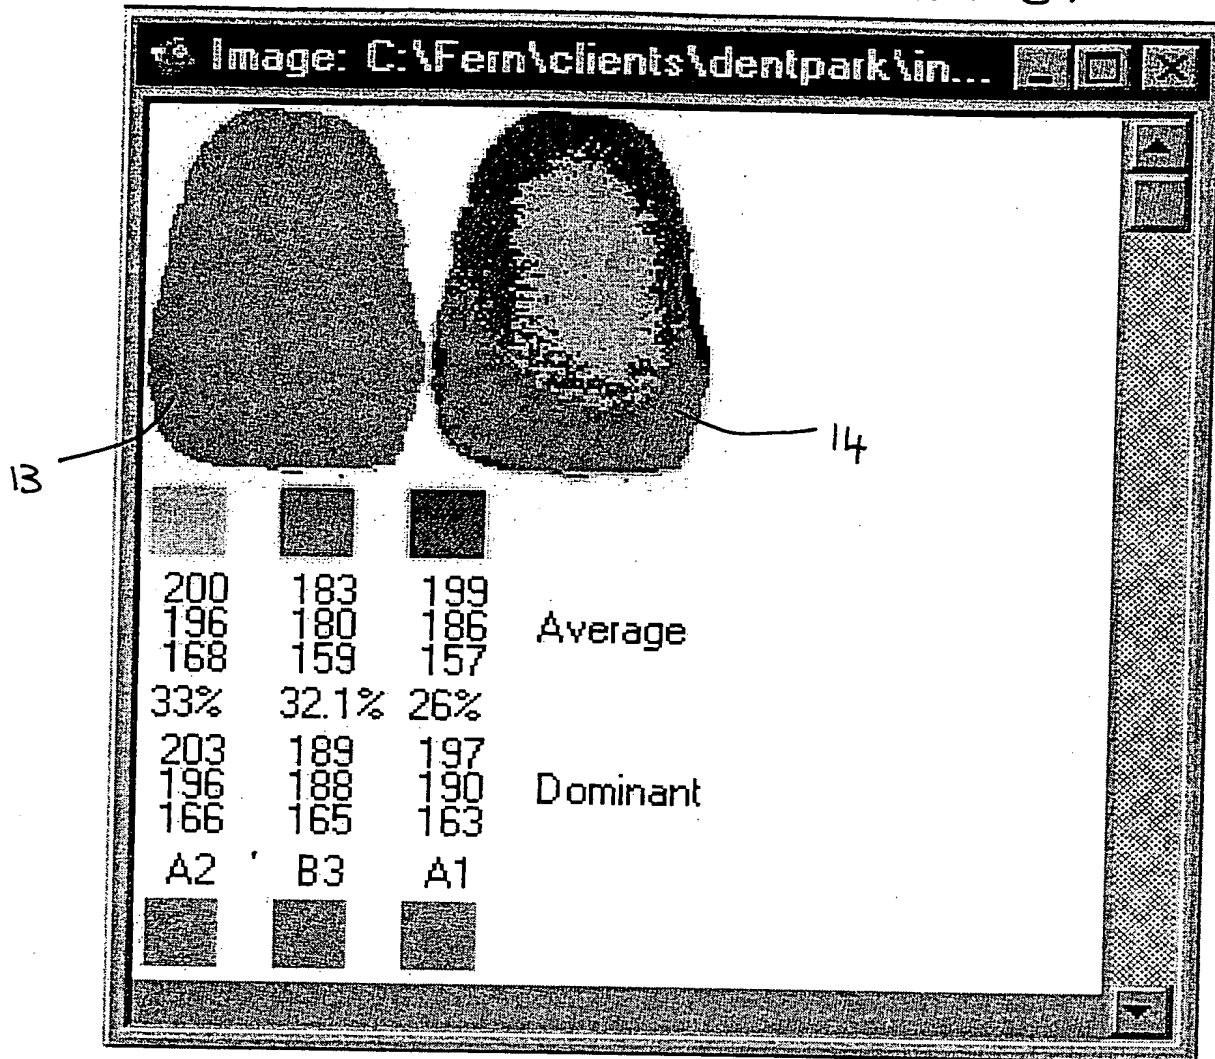 Image: C:\Fern\clients\dentpark\in...
14
13
200 183 199
196 180 186 Average
168 159 157
33% 32.1% 26%
203 189 197
196 188 190 Dominant
166 165 163
A2 B3 A1